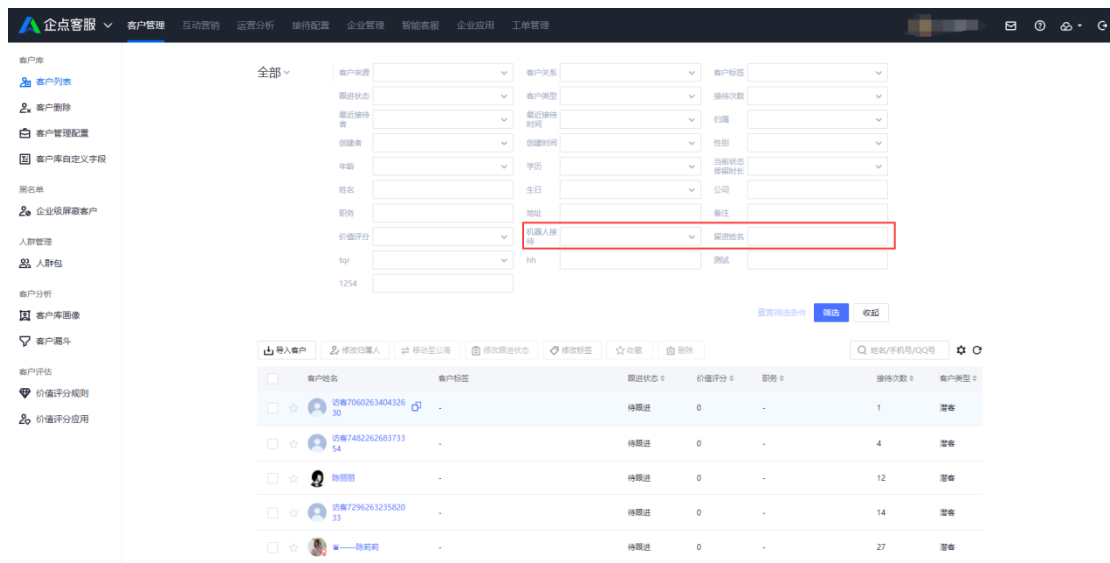 企点客服 客户管理 互动营销 运营分析 接待配置 企业管理 智能客服 企业应用 工单管理
客户库
客户列表
客户删除
客户管理配置
客户库自定义字段
黑名单
企业级屏蔽客户
人群管理
人群包
客户分析
客户库画像
客户漏斗
客户评估
价值评分规则
价值评分应用
全部
客户来源 客户关系 客户标签
跟进状态 客户类型 接待次数
最近接待者 最近接待时间 归属
创建者 创建时间 性别
年龄 学历 当前状态停留时长
姓名 生日 公司
职务 地址 备注
价值评分 机器人接待 留资姓名
tqr hh 测试
1254
重置筛选条件 筛选 收起
导入客户 修改归属人 移动至公海 修改跟进状态 修改标签 收藏 删除 姓名/手机号/QQ号
客户姓名 客户标签 跟进状态 价值评分 职务 接待次数 客户类型
访客7060263404326
30 - 待跟进 0 - 1 潜客
访客7482262683733
54 - 待跟进 0 - 4 潜客
陈丽丽 - 待跟进 0 - 12 潜客
访客7296263235820
33 - 待跟进 0 - 14 潜客
——陈莉莉 - 待跟进 0 - 27 潜客